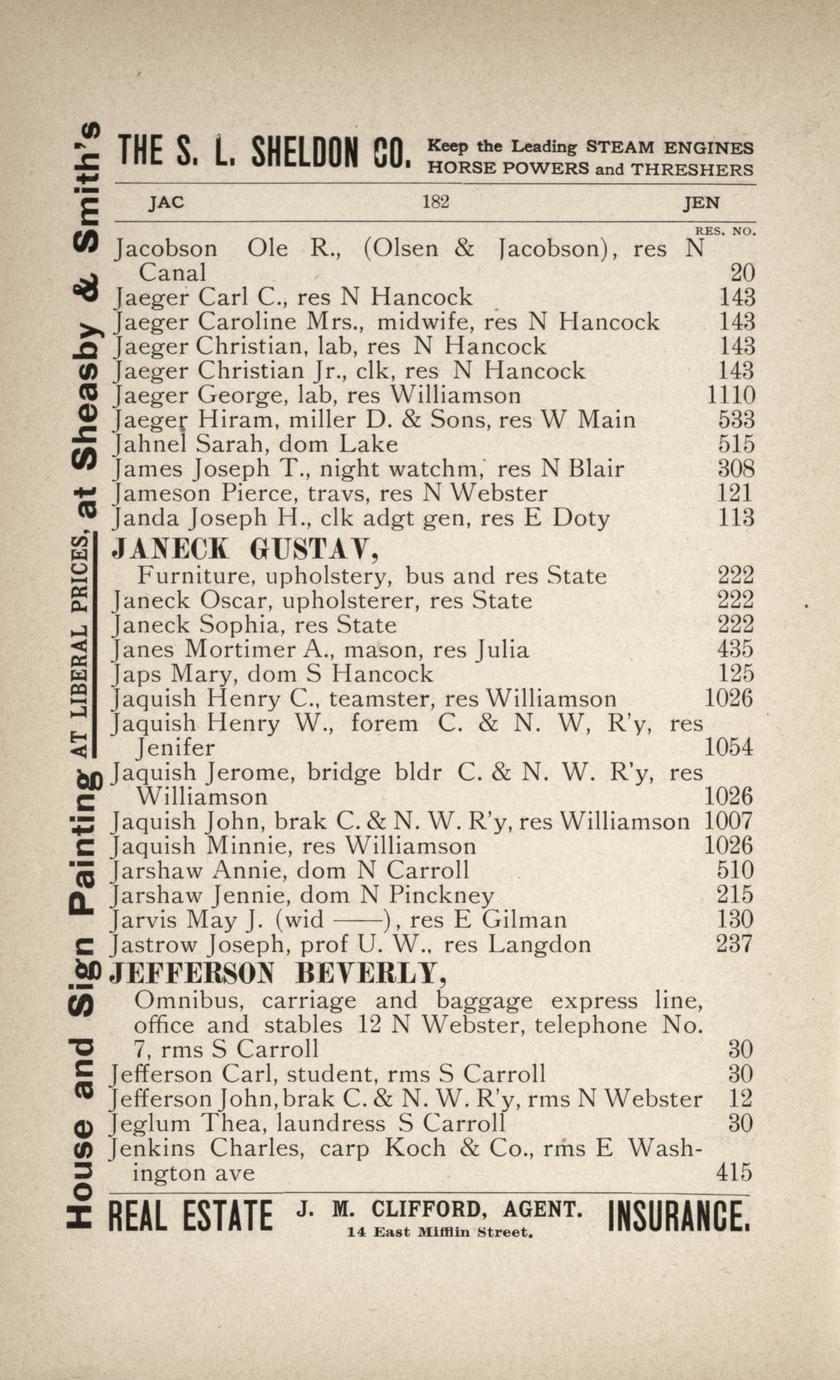 THE S. L. SHELDON CO. Keep the Leading STEAM ENGINES
HORSE POWERS and THRESHERS
JAC 182 JEN
RES. NO.
Jacobson Ole R., (Olsen & Jacobson), res N
Canal 20
Jaeger Carl C., res N Hancock 143
Jaeger Caroline Mrs., midwife, res N Hancock 143
Jaeger Christian, lab, res N Hancock 143
Jaeger Christian Jr., clk, res N Hancock 143
Jaeger George, lab, res Williamson 1110
Jaeger Hiram, miller D. & Sons, res W Main 533
Jahnel Sarah, dom Lake 515
James Joseph T., night watchm, res N Blair 308
Jameson Pierce, travs, res N Webster 121
Janda Joseph H., clk adgt gen, res E Doty 113
JANECK GUSTAV,
Furniture, upholstery, bus and res State 222
Janeck Oscar, upholsterer, res State 222
Janeck Sophia, res State 222
Janes Mortimer A., mason, res Julia 435
Japs Mary, dom S Hancock 125
Jaquish Henry C., teamster, res Williamson 1026
Jaquish Henry W., forem C. & N. W, R'y, res
Jenifer 1054
Jaquish Jerome, bridge bldr C. & N. W. R'y, res
Williamson 1026
Jaquish John, brak C. & N. W. R'y, res Williamson 1007
Jaquish Minnie, res Williamson 1026
Jarshaw Annie, dom N Carroll 510
Jarshaw Jennie, dom N Pinckney 215
Jarvis May J. (wid ——), res E Gilman 130
Jastrow Joseph, prof U. W., res Langdon 237
JEFFERSON BEVERLY,
Omnibus, carriage and baggage express line,
office and stables 12 N Webster, telephone No.
7, rms S Carroll 30
Jefferson Carl, student, rms S Carroll 30
Jefferson John, brak C. & N. W. R'y, rms N Webster 12
Jeglum Thea, laundress S Carroll 30
Jenkins Charles, carp Koch & Co., rms E Wash-
ington ave 415
REAL ESTATE J. M. CLIFFORD, AGENT. INSURANCE.
14 East Mifflin Street.
House and Sign Painting AT LIBERAL PRICES, at Sheasby & Smith's